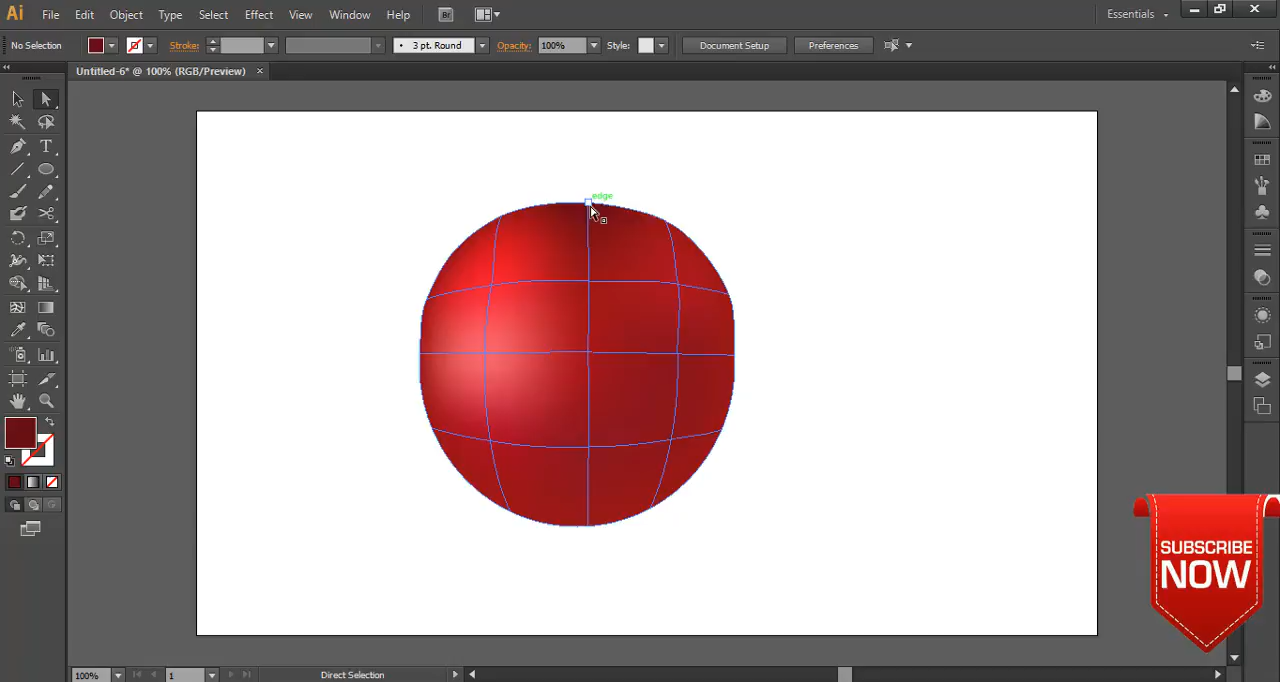 Ai File Edit Object Type Select Effect View Window Help Br Essentials
No Selection Stroke: 3 pt. Round Opacity: 100% Style: Document Setup Preferences
Untitled-6* @ 100% (RGB/Preview) ×
T
edge
SUBSCRIBE
NOW
100% 1 Direct Selection